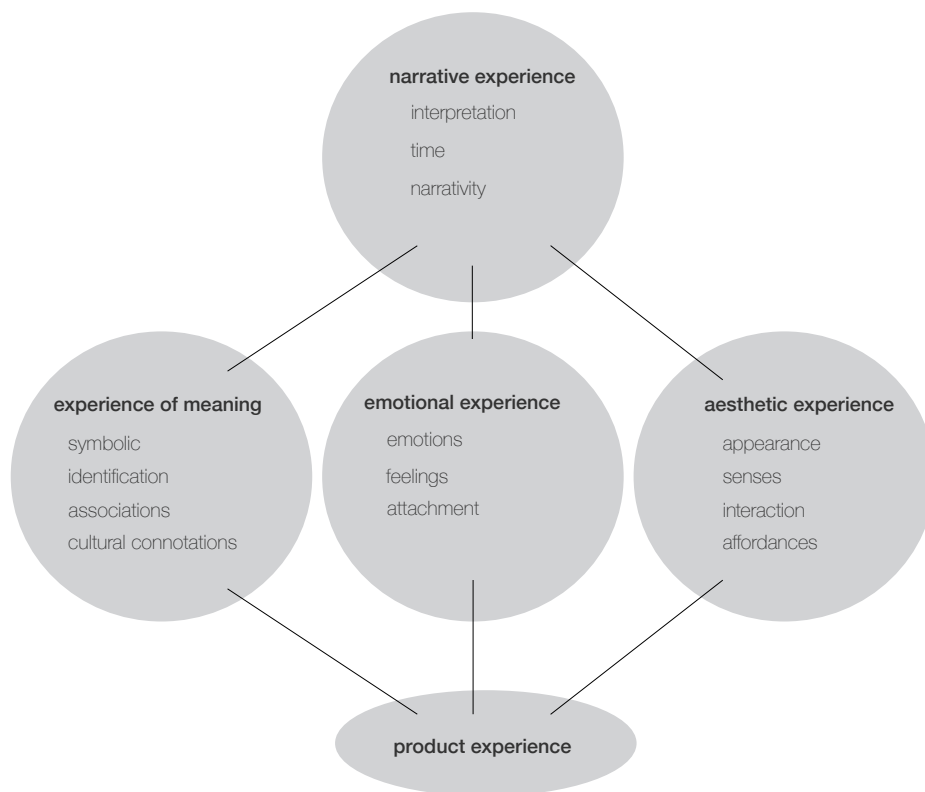 narrative experience
interpretation
time
narrativity
experience of meaning
symbolic
identification
associations
cultural connotations
emotional experience
emotions
feelings
attachment
aesthetic experience
appearance
senses
interaction
affordances
product experience